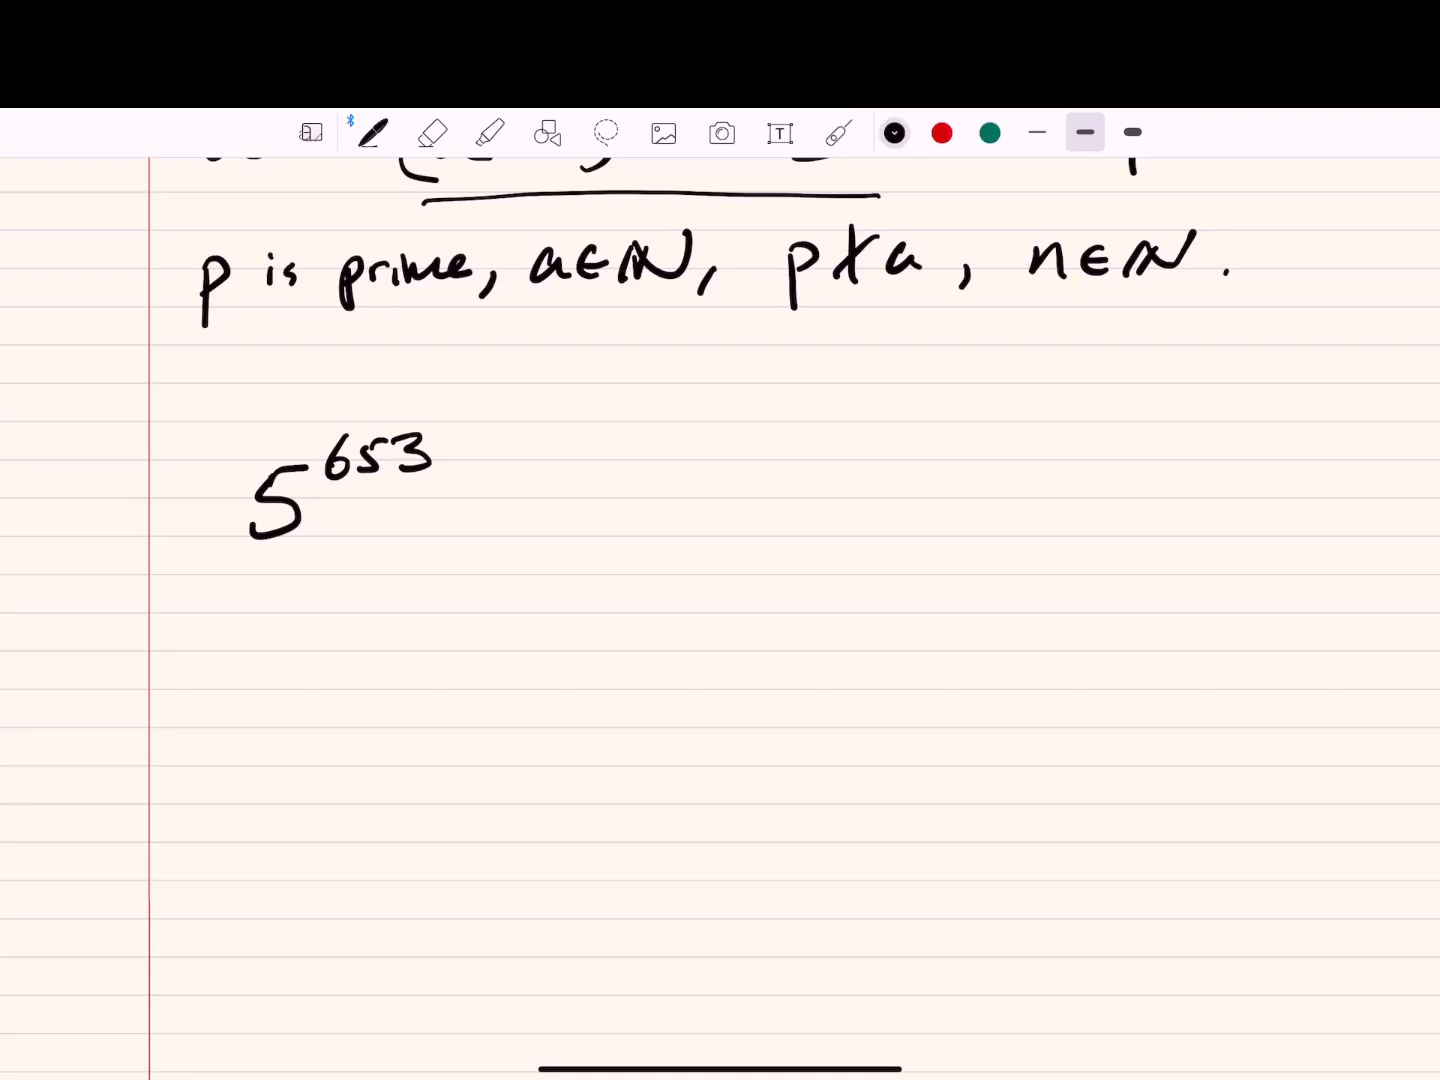 p is prime, a∈ℕ, p∤a, n∈ℕ.
5^653